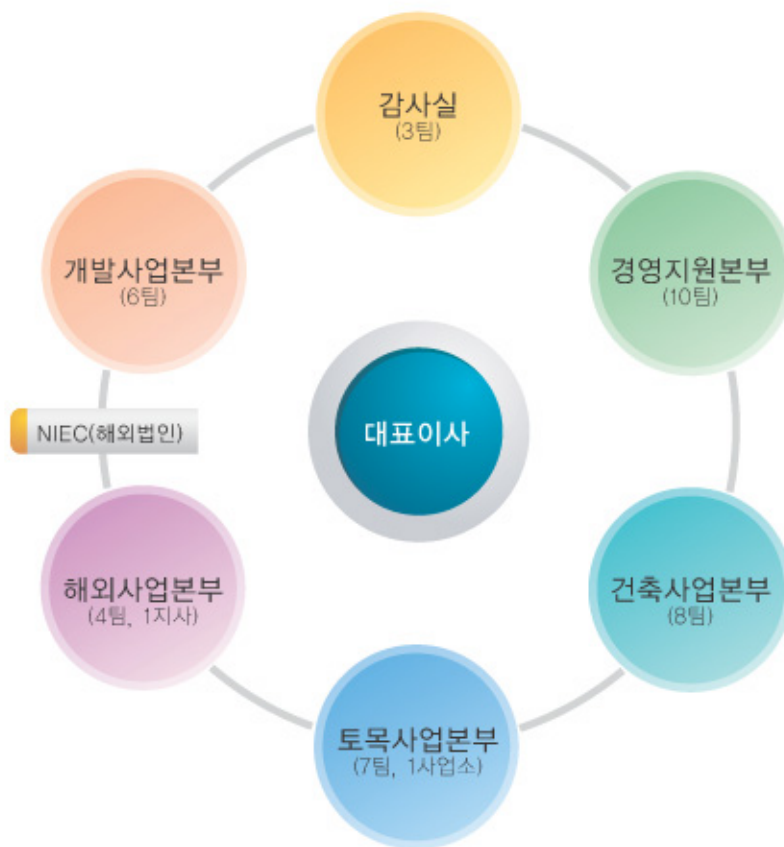 감사실
(3팀)
개발사업본부
(6팀)
경영지원본부
(10팀)
NIEC(해외법인)
대표이사
해외사업본부
(4팀, 1지사)
건축사업본부
(8팀)
토목사업본부
(7팀, 1사업소)